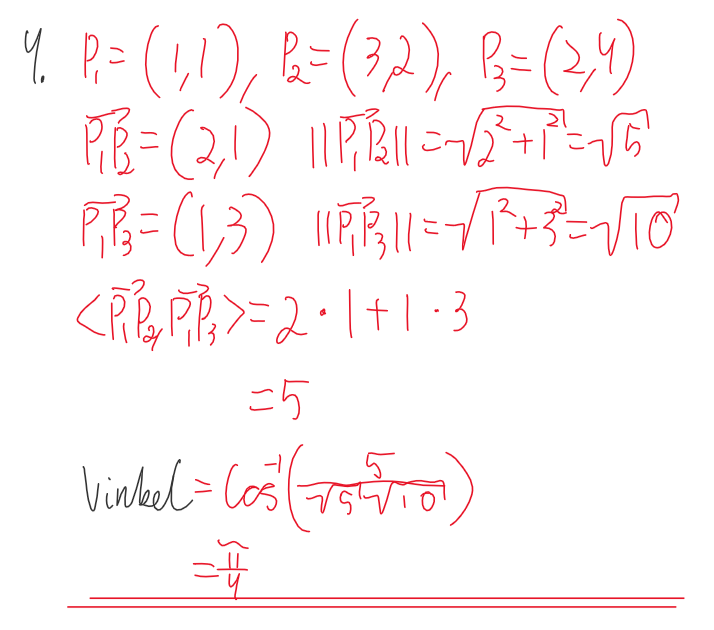 4. P₁=(1,1), P₂=(3,2), P₃=(2,4)
P₁P₂→=(2,1) ||P₁P₂→||=√(2²+1²)=√5
P₁P₃→=(1,3) ||P₁P₃→||=√(1²+3²)=√10
<P₁P₂→, P₁P₃→>=2·1+1·3
=5
Vinkel=Cos⁻¹(5/(√5√10))
=π/4